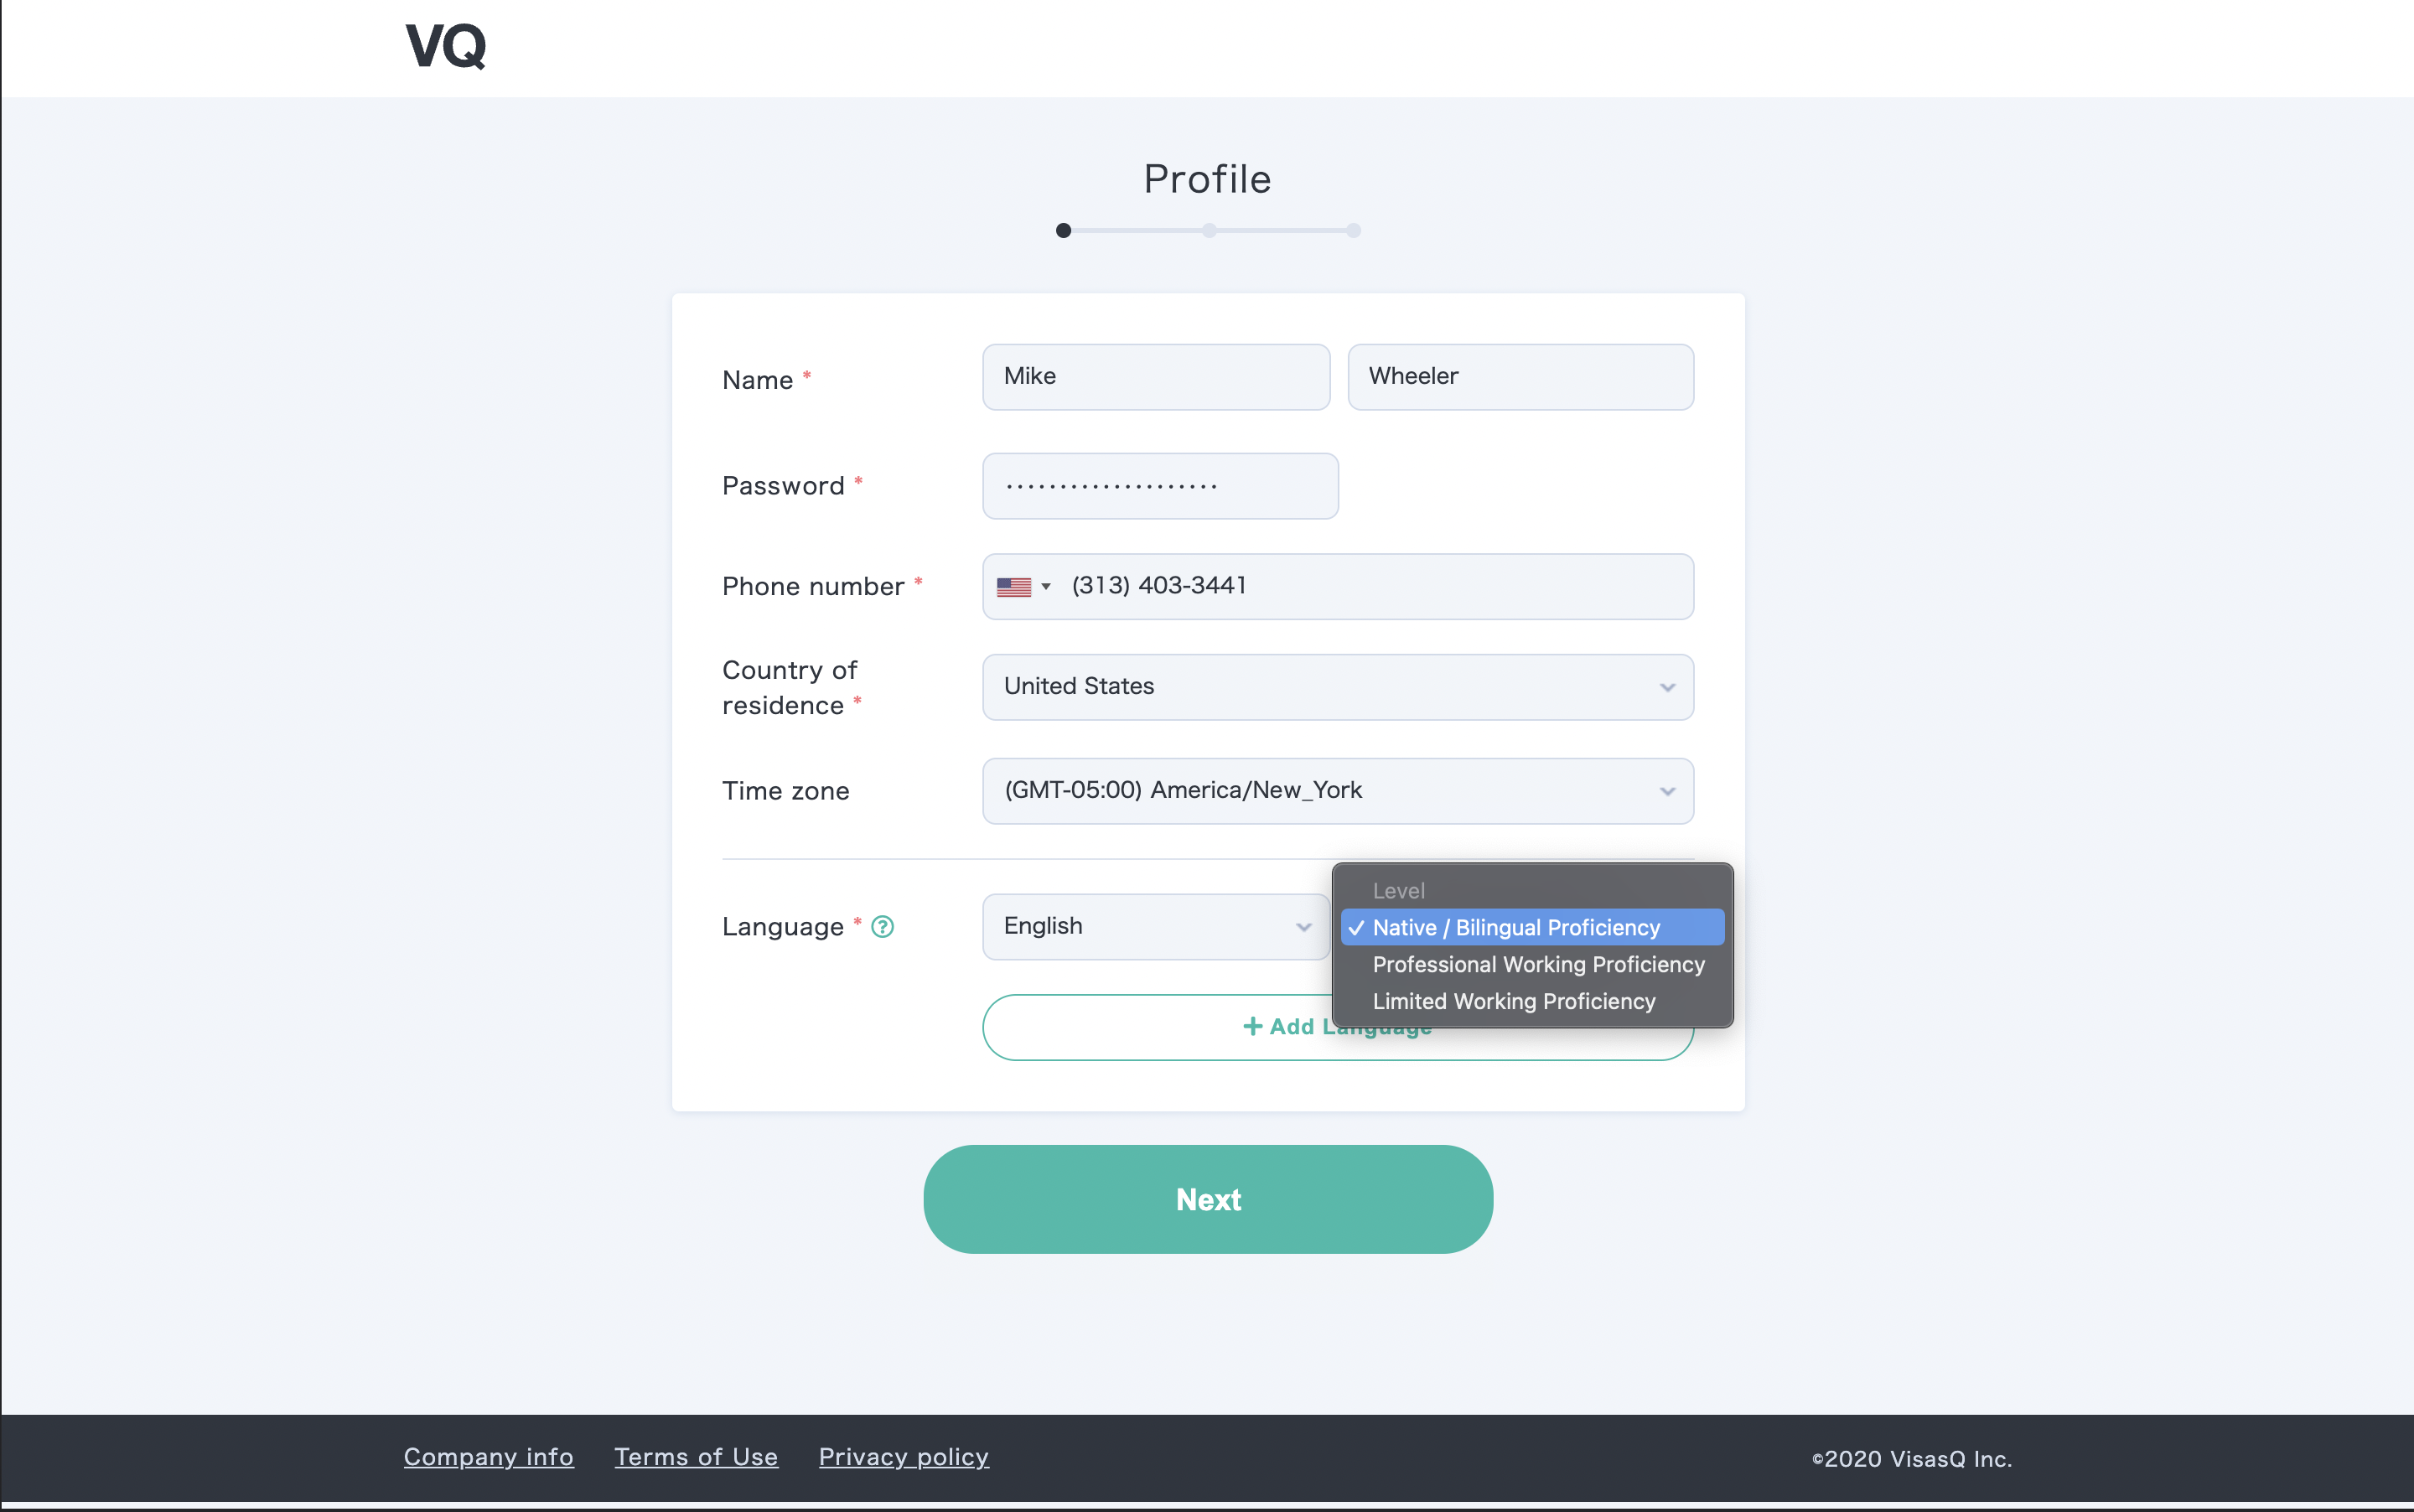 VQ
Profile
Name *
Mike
Wheeler
Password *
••••••••••••••••••••
Phone number *
(313) 403-3441
Country of
residence *
United States
Time zone
(GMT-05:00) America/New_York
Language * ?
English
Level
✓ Native / Bilingual Proficiency
Professional Working Proficiency
Limited Working Proficiency
+ Add Language
Next
Company info
Terms of Use
Privacy policy
©2020 VisasQ Inc.